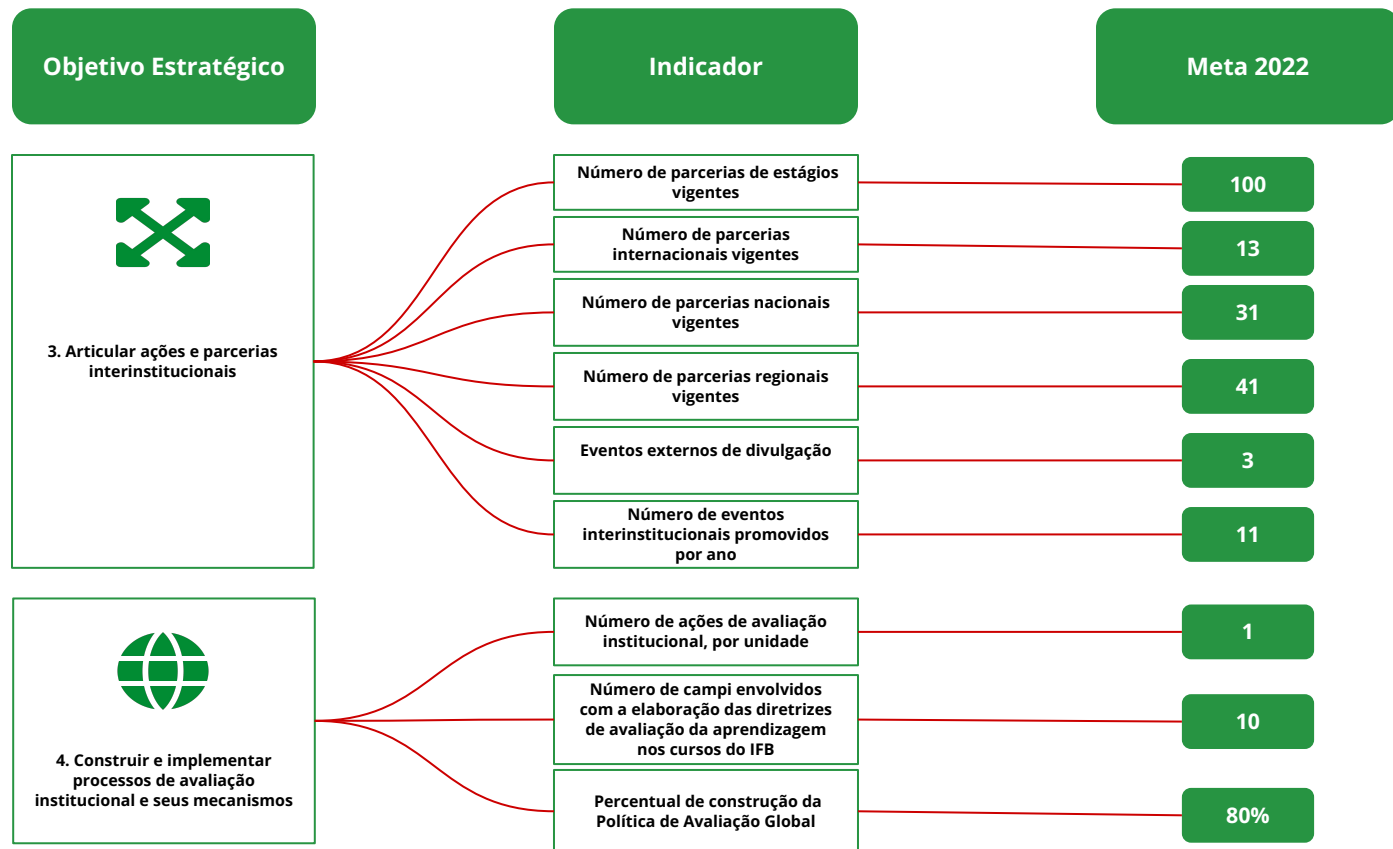 Objetivo Estratégico
Indicador
Meta 2022
3. Articular ações e parcerias
interinstitucionais
Número de parcerias de estágios
vigentes
100
Número de parcerias
internacionais vigentes
13
Número de parcerias nacionais
vigentes
31
Número de parcerias regionais
vigentes
41
Eventos externos de divulgação
3
Número de eventos
interinstitucionais promovidos
por ano
11
4. Construir e implementar
processos de avaliação
institucional e seus mecanismos
Número de ações de avaliação
institucional, por unidade
1
Número de campi envolvidos
com a elaboração das diretrizes
de avaliação da aprendizagem
nos cursos do IFB
10
Percentual de construção da
Política de Avaliação Global
80%